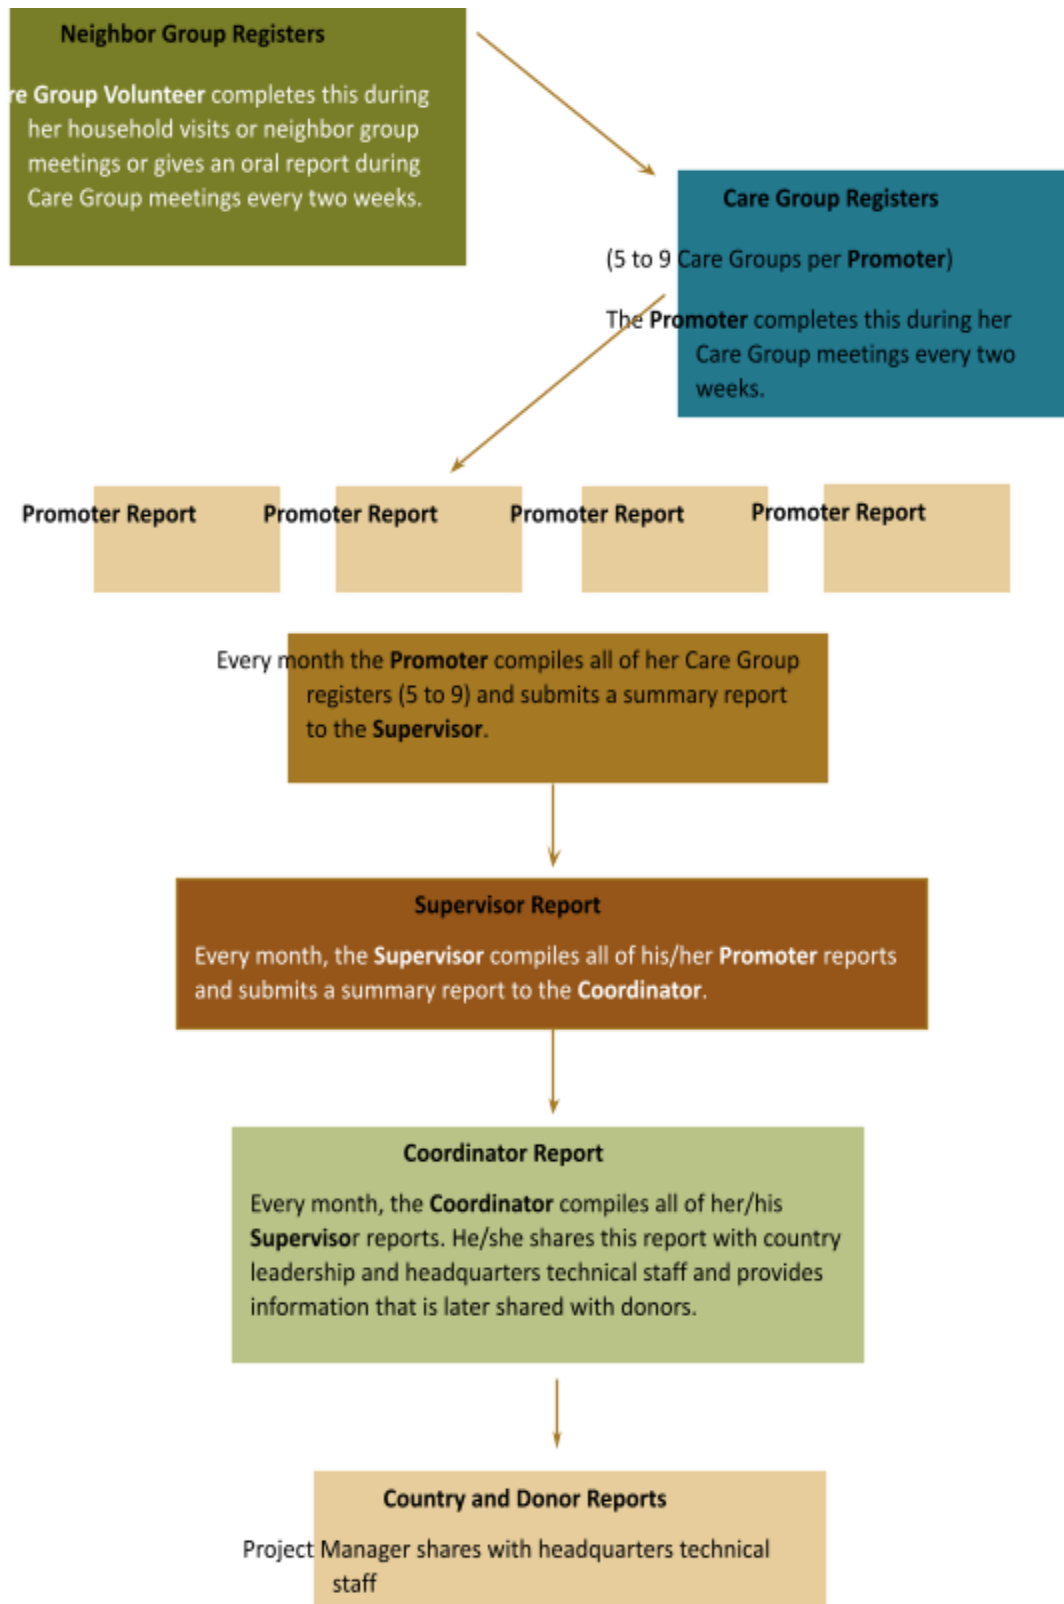 Neighbor Group Registers
re Group Volunteer completes this during
her household visits or neighbor group
meetings or gives an oral report during
Care Group meetings every two weeks.
Care Group Registers
(5 to 9 Care Groups per Promoter)
The Promoter completes this during her
Care Group meetings every two
weeks.
Promoter Report
Promoter Report
Promoter Report
Promoter Report
Every month the Promoter compiles all of her Care Group
registers (5 to 9) and submits a summary report
to the Supervisor.
Supervisor Report
Every month, the Supervisor compiles all of his/her Promoter reports
and submits a summary report to the Coordinator.
Coordinator Report
Every month, the Coordinator compiles all of her/his
Supervisor reports. He/she shares this report with country
leadership and headquarters technical staff and provides
information that is later shared with donors.
Country and Donor Reports
Project Manager shares with headquarters technical
staff